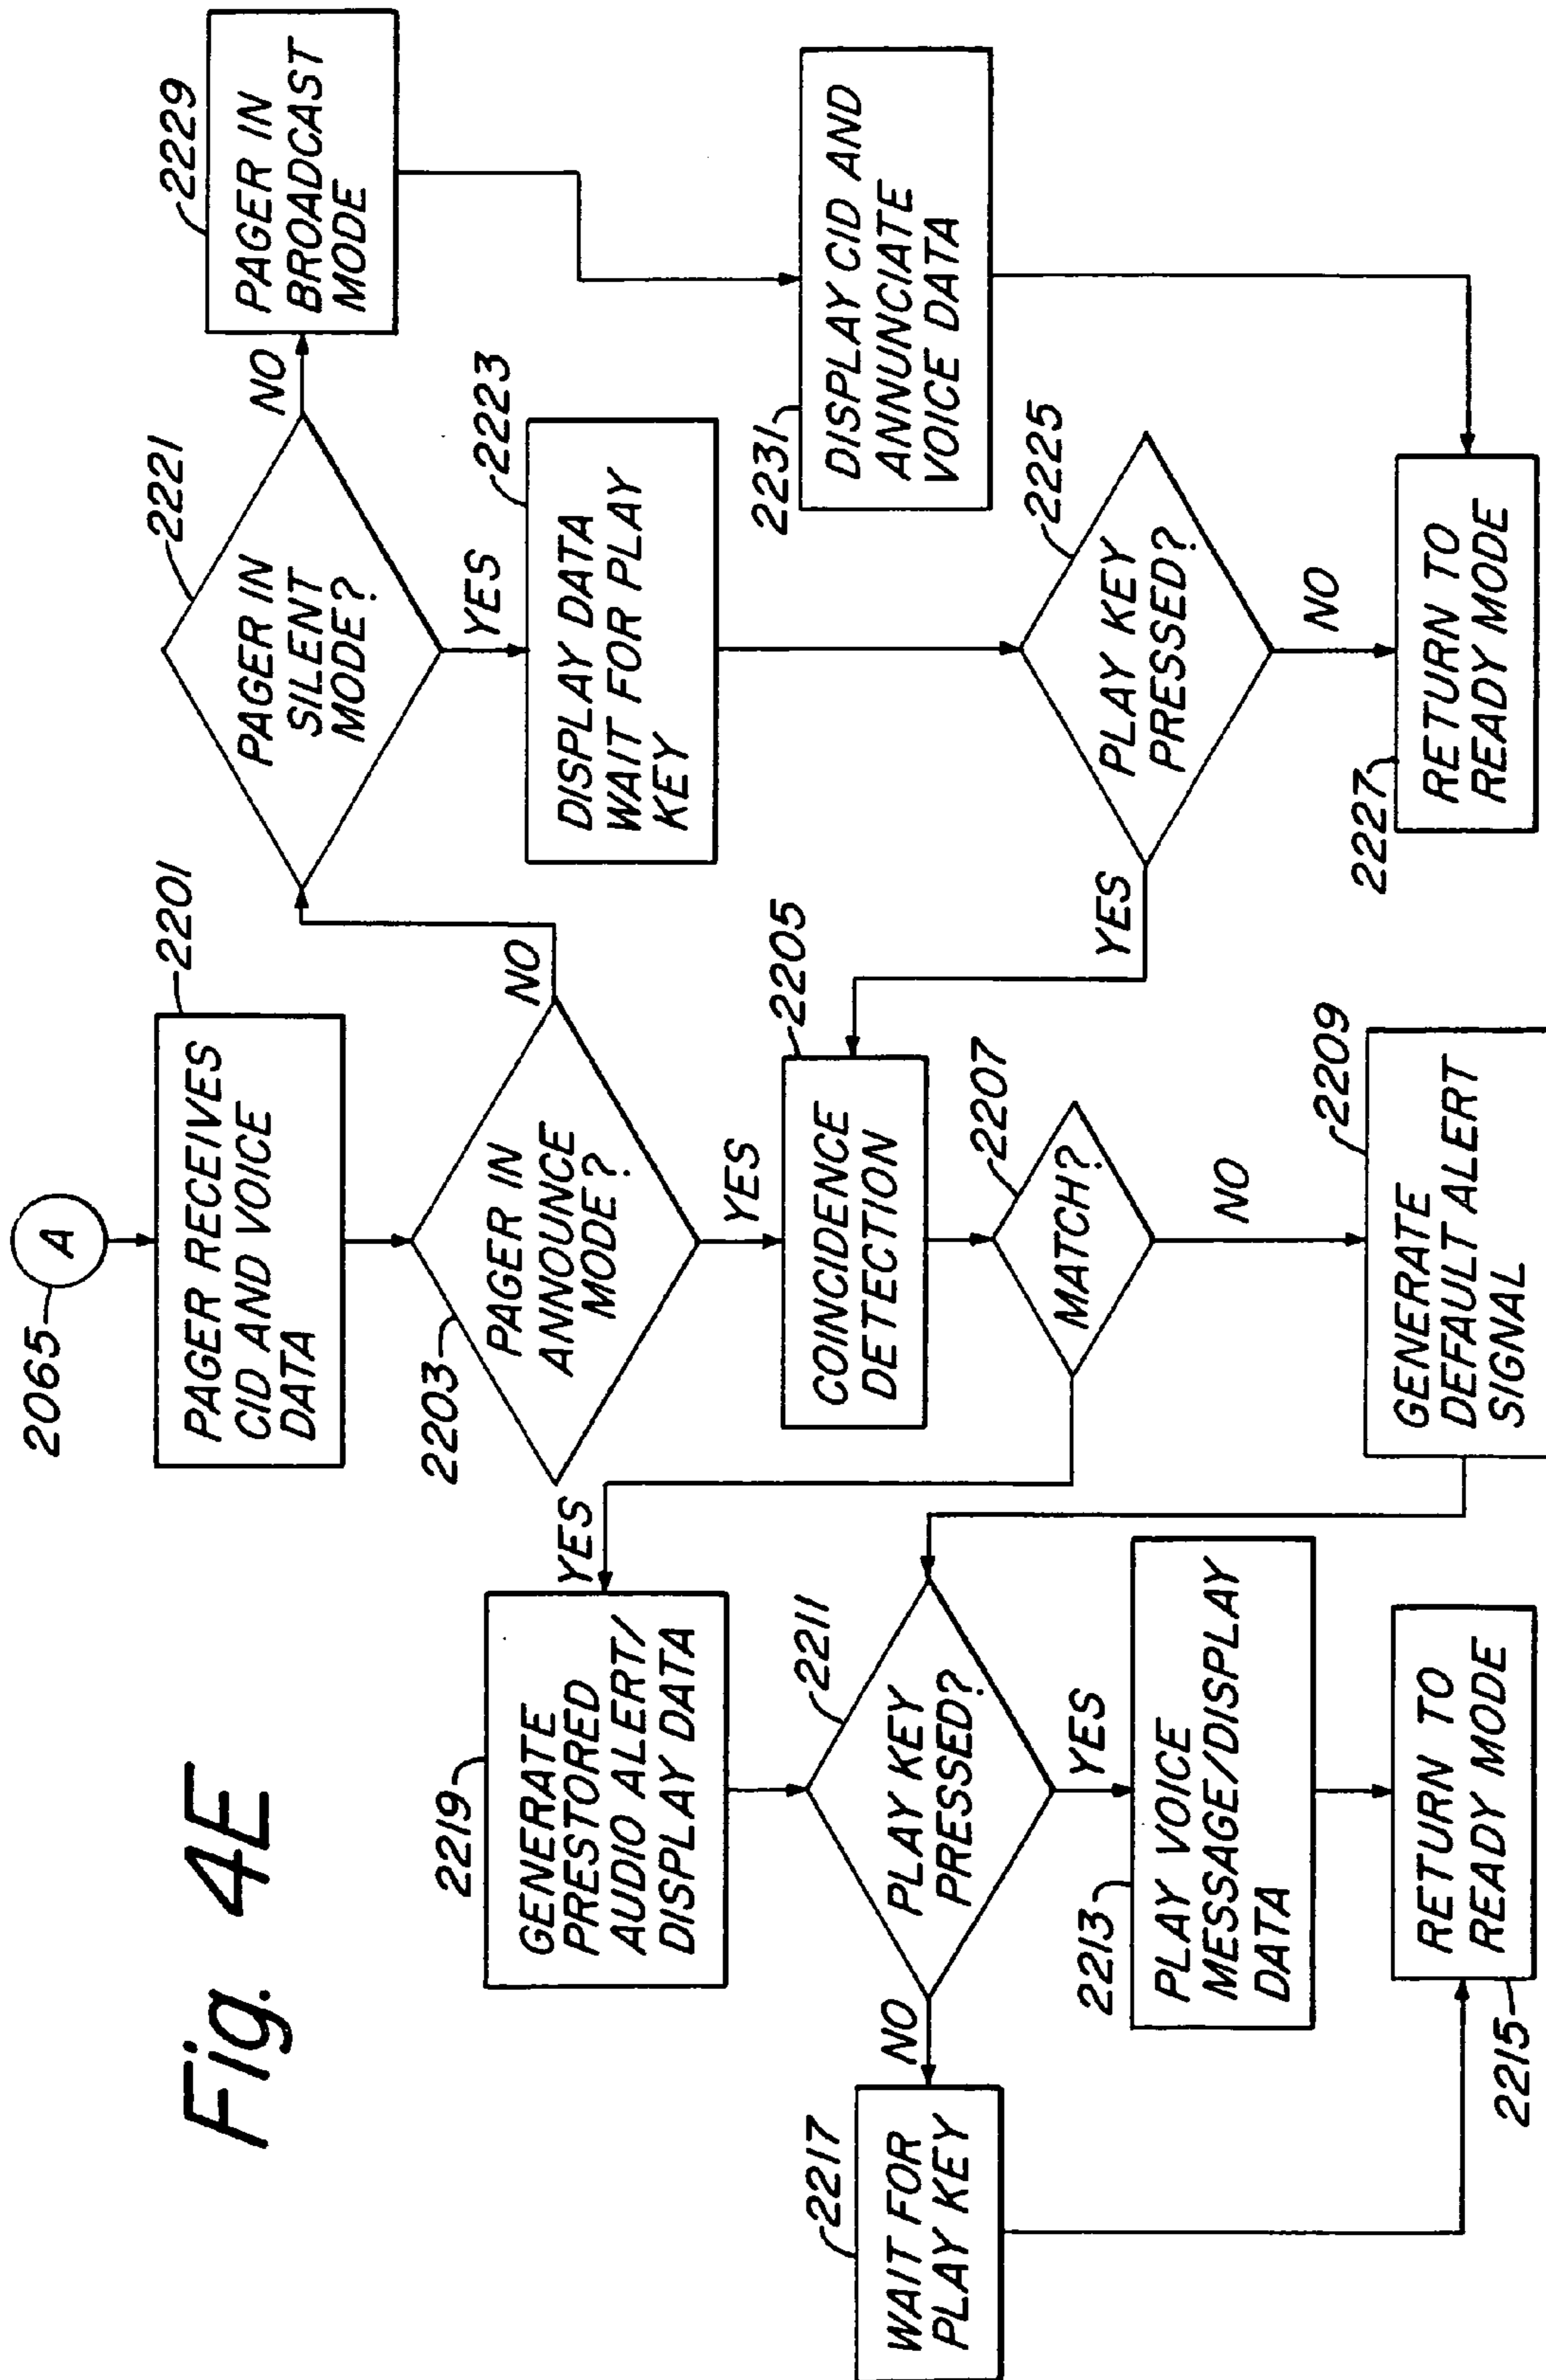 Fig. 4E
2065
A
PAGER RECEIVES
CID AND VOICE
DATA
2201
2203
PAGER IN
ANNOUNCE
MODE?
NO
YES
2221
PAGER IN
SILENT
MODE?
NO
YES
2229
PAGER IN
BROADCAST
MODE
2223
DISPLAY DATA
WAIT FOR PLAY
KEY
2231
DISPLAY CID AND
ANNUNCIATE
VOICE DATA
2225
PLAY KEY
PRESSED?
YES
NO
2227
RETURN TO
READY MODE
2205
COINCIDENCE
DETECTION
2207
MATCH?
YES
NO
2209
GENERATE
DEFAULT ALERT
SIGNAL
2219
GENERATE
PRESTORED
AUDIO ALERT/
DISPLAY DATA
2211
PLAY KEY
PRESSED?
NO
YES
2217
WAIT FOR
PLAY KEY
2213
PLAY VOICE
MESSAGE/DISPLAY
DATA
2215
RETURN TO
READY MODE